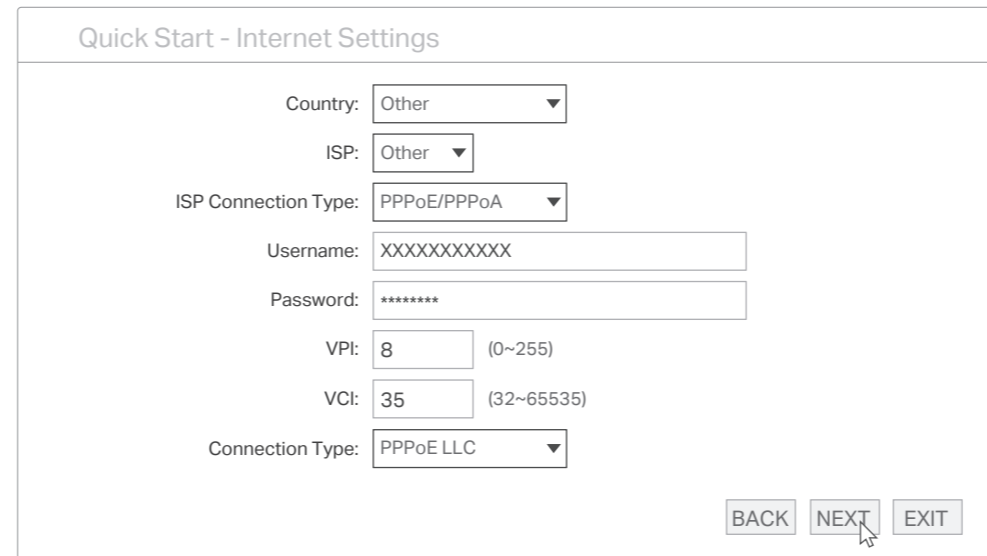 Quick Start - Internet Settings
Country: Other
ISP: Other
ISP Connection Type: PPPoE/PPPoA
Username: XXXXXXXXXXX
Password: ********
VPI: 8 (0~255)
VCI: 35 (32~65535)
Connection Type: PPPoE LLC
BACK NEXT EXIT